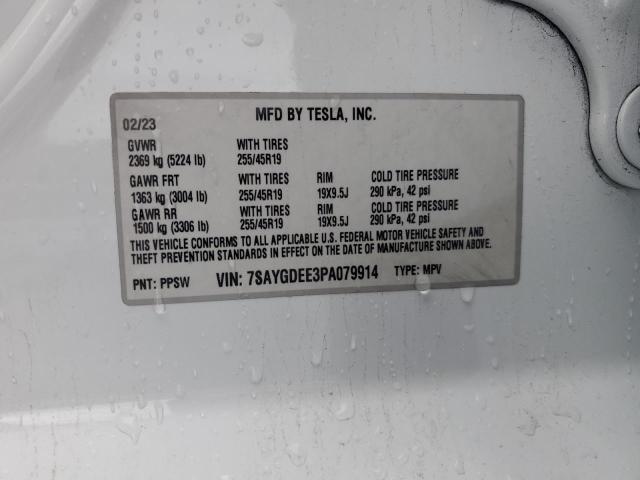 MFD BY TESLA, INC.
02/23
GVWR WITH TIRES
2369 kg (5224 lb) 255/45R19
GAWR FRT WITH TIRES RIM COLD TIRE PRESSURE
1363 kg (3004 lb) 255/45R19 19X9.5J 290 kPa, 42 psi
GAWR RR WITH TIRES RIM COLD TIRE PRESSURE
1500 kg (3306 lb) 255/45R19 19X9.5J 290 kPa, 42 psi
THIS VEHICLE CONFORMS TO ALL APPLICABLE U.S. FEDERAL MOTOR VEHICLE SAFETY AND
THEFT PREVENTION STANDARDS IN EFFECT ON THE DATE OF MANUFACTURE SHOWN ABOVE.
PNT: PPSW VIN: 7SAYGDEE3PA079914 TYPE: MPV